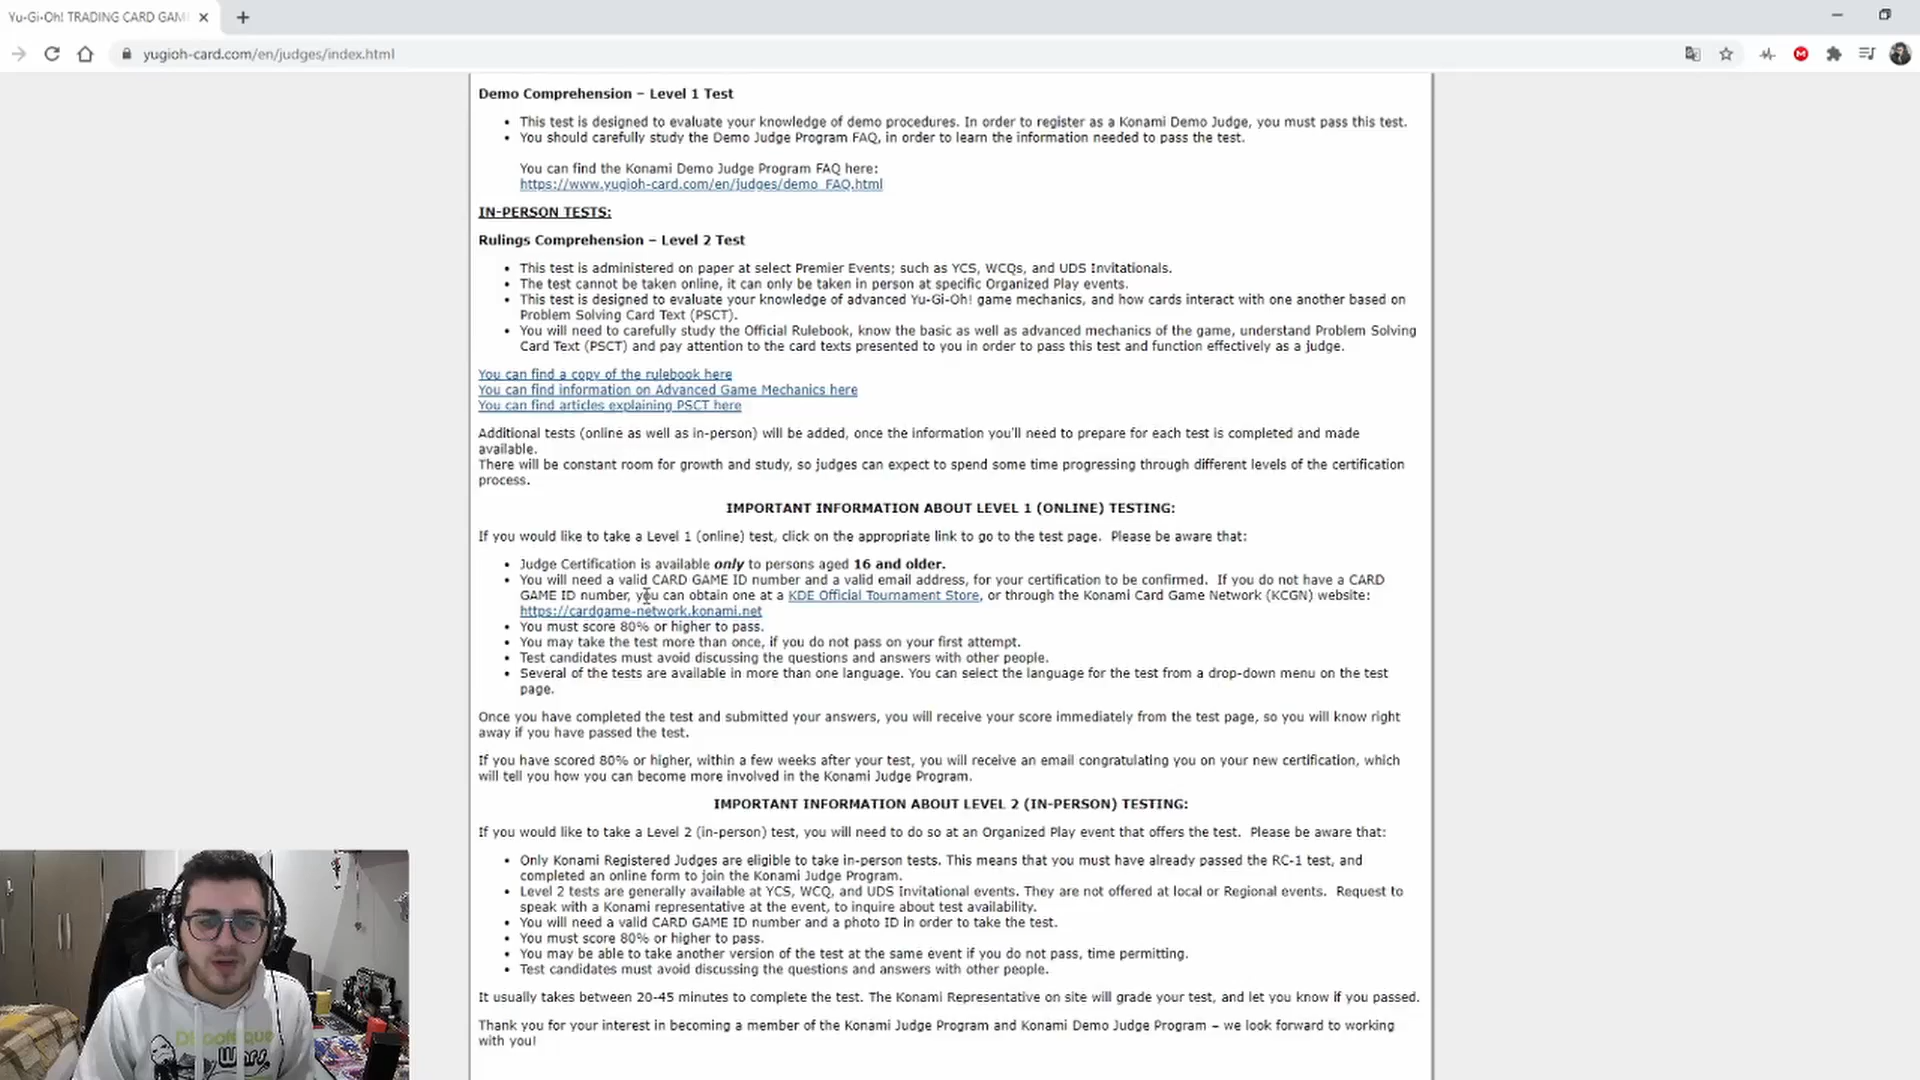 Yu-Gi-Oh! TRADING CARD GAM
yugioh-card.com/en/judges/index.html
Demo Comprehension – Level 1 Test
• This test is designed to evaluate your knowledge of demo procedures. In order to register as a Konami Demo Judge, you must pass this test.
• You should carefully study the Demo Judge Program FAQ, in order to learn the information needed to pass the test.
You can find the Konami Demo Judge Program FAQ here:
https://www.yugioh-card.com/en/judges/demo_FAQ.html
IN-PERSON TESTS:
Rulings Comprehension – Level 2 Test
• This test is administered on paper at select Premier Events; such as YCS, WCQs, and UDS Invitationals.
• The test cannot be taken online, it can only be taken in person at specific Organized Play events.
• This test is designed to evaluate your knowledge of advanced Yu-Gi-Oh! game mechanics, and how cards interact with one another based on
Problem Solving Card Text (PSCT).
• You will need to carefully study the Official Rulebook, know the basic as well as advanced mechanics of the game, understand Problem Solving
Card Text (PSCT) and pay attention to the card texts presented to you in order to pass this test and function effectively as a judge.
You can find a copy of the rulebook here
You can find information on Advanced Game Mechanics here
You can find articles explaining PSCT here
Additional tests (online as well as in-person) will be added, once the information you'll need to prepare for each test is completed and made
available.
There will be constant room for growth and study, so judges can expect to spend some time progressing through different levels of the certification
process.
IMPORTANT INFORMATION ABOUT LEVEL 1 (ONLINE) TESTING:
If you would like to take a Level 1 (online) test, click on the appropriate link to go to the test page. Please be aware that:
• Judge Certification is available only to persons aged 16 and older.
• You will need a valid CARD GAME ID number and a valid email address, for your certification to be confirmed. If you do not have a CARD
GAME ID number, you can obtain one at a KDE Official Tournament Store, or through the Konami Card Game Network (KCGN) website:
https://cardgame-network.konami.net
• You must score 80% or higher to pass.
• You may take the test more than once, if you do not pass on your first attempt.
• Test candidates must avoid discussing the questions and answers with other people.
• Several of the tests are available in more than one language. You can select the language for the test from a drop-down menu on the test
page.
Once you have completed the test and submitted your answers, you will receive your score immediately from the test page, so you will know right
away if you have passed the test.
If you have scored 80% or higher, within a few weeks after your test, you will receive an email congratulating you on your new certification, which
will tell you how you can become more involved in the Konami Judge Program.
IMPORTANT INFORMATION ABOUT LEVEL 2 (IN-PERSON) TESTING:
If you would like to take a Level 2 (in-person) test, you will need to do so at an Organized Play event that offers the test. Please be aware that:
• Only Konami Registered Judges are eligible to take in-person tests. This means that you must have already passed the RC-1 test, and
completed an online form to join the Konami Judge Program.
• Level 2 tests are generally available at YCS, WCQ, and UDS Invitational events. They are not offered at local or Regional events. Request to
speak with a Konami representative at the event, to inquire about test availability.
• You will need a valid CARD GAME ID number and a photo ID in order to take the test.
• You must score 80% or higher to pass.
• You may be able to take another version of the test at the same event if you do not pass, time permitting.
• Test candidates must avoid discussing the questions and answers with other people.
It usually takes between 20-45 minutes to complete the test. The Konami Representative on site will grade your test, and let you know if you passed.
Thank you for your interest in becoming a member of the Konami Judge Program and Konami Demo Judge Program – we look forward to working
with you!
Wars